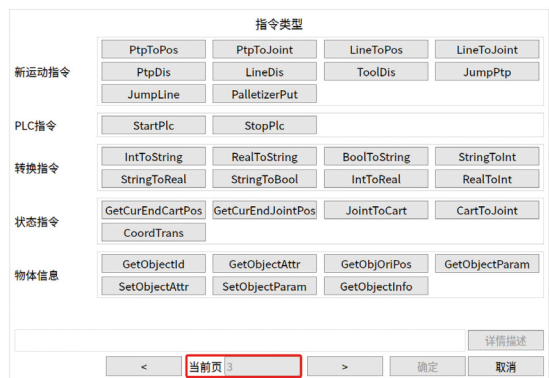 指令类型
PtpToPos PtpToJoint LineToPos LineToJoint
新运动指令 PtpDis LineDis ToolDis JumpPtp
JumpLine PalletizerPut
PLC指令 StartPlc StopPlc
IntToString RealToString BoolToString StringToInt
转换指令
StringToReal StringToBool IntToReal RealToInt
GetCurEndCartPos GetCurEndJointPos JointToCart CartToJoint
状态指令
CoordTrans
GetObjectId GetObjectAttr GetObjOriPos GetObjectParam
物体信息
SetObjectAttr SetObjectParam GetObjectInfo
详情描述
< 当前页 3 > 确定 取消